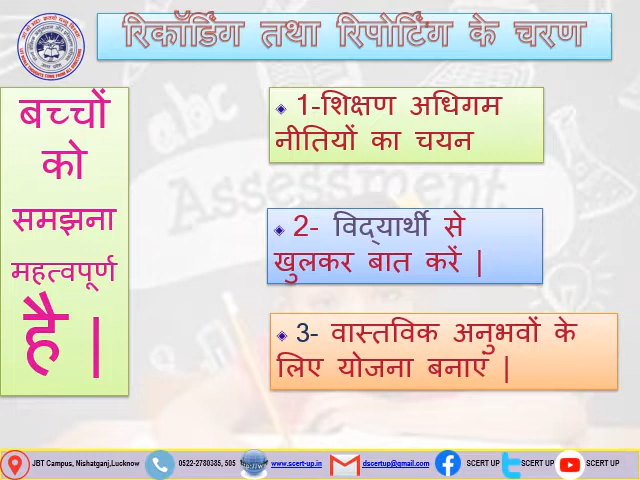 रिकॉर्डिंग तथा रिपोर्टिंग के चरण
बच्चों
को
समझना
महत्वपूर्ण
है |
1-शिक्षण अधिगम
नीतियों का चयन
2- विद्यार्थी से
खुलकर बात करें |
3- वास्तविक अनुभवों के
लिए योजना बनाएं |
abc
Assessment
JBT Campus, Nishatganj,Lucknow
0522-2780385, 505
www.scert-up.in
dscertup@gmail.com
SCERT UP
SCERT UP
SCERT UP